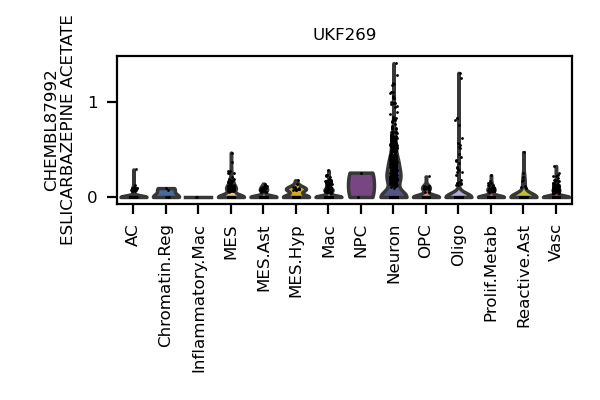 UKF269
CHEMBL87992
ESLICARBAZEPINE ACETATE
1
0
AC
Chromatin.Reg
Inflammatory.Mac
MES
MES.Ast
MES.Hyp
Mac
NPC
Neuron
OPC
Oligo
Prolif.Metab
Reactive.Ast
Vasc